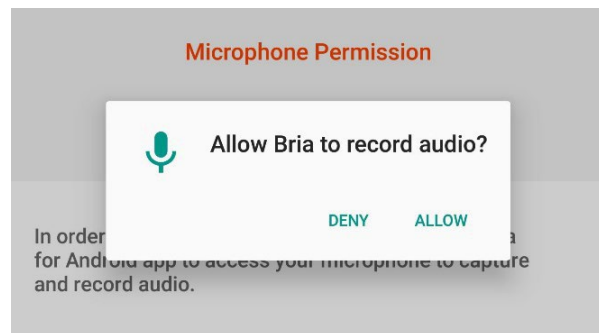 Microphone Permission
Allow Bria to record audio?
DENY ALLOW
In order
for Android app to access your microphone to capture
and record audio.